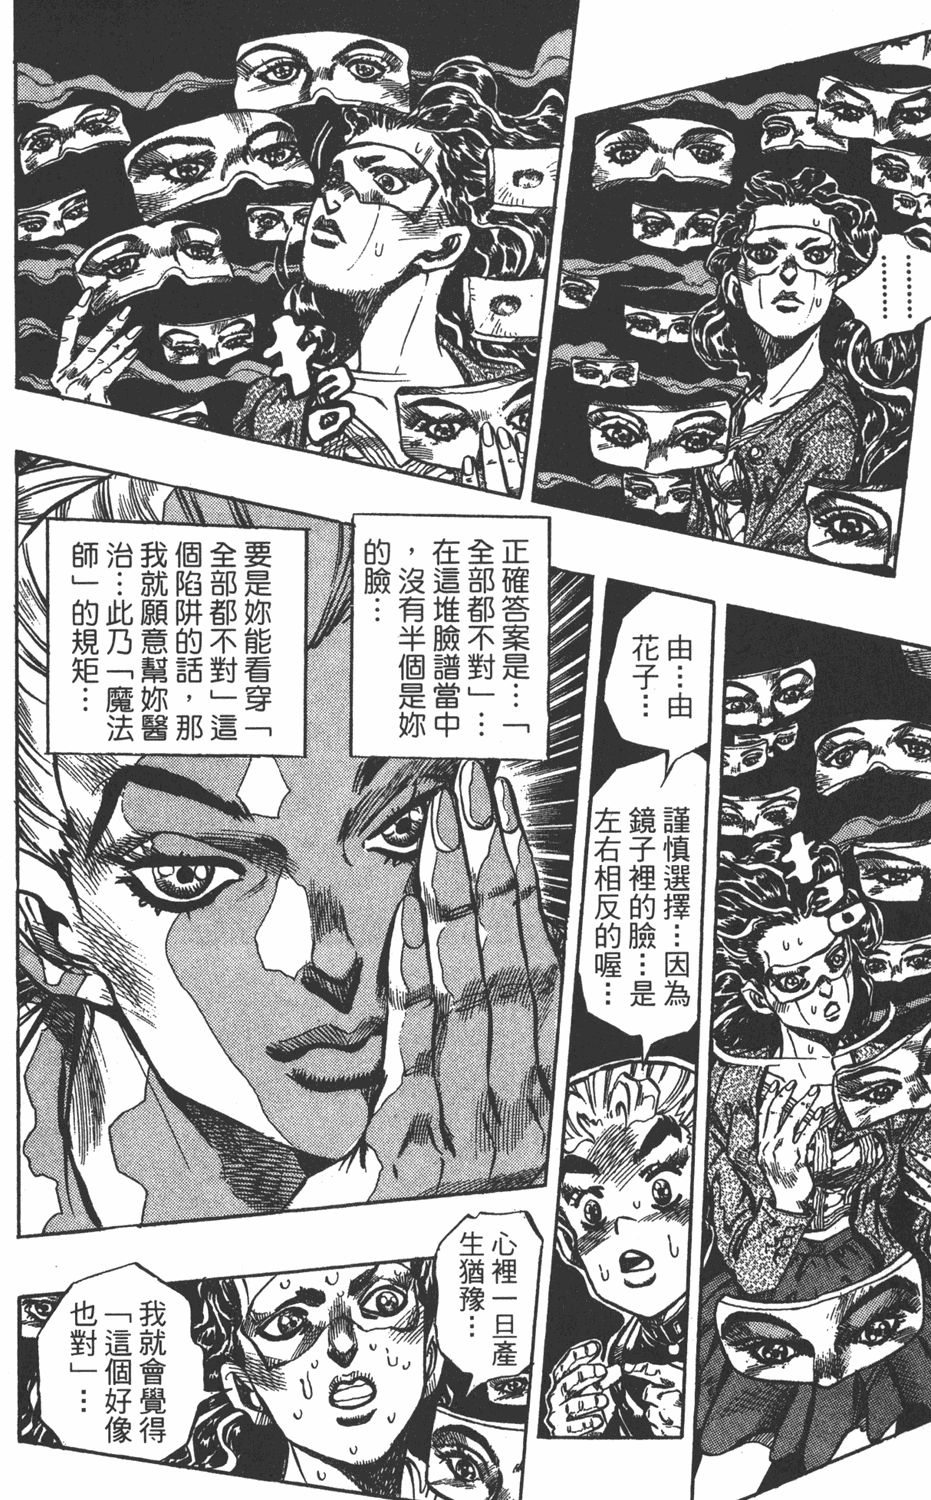 ………
………
由…由
花子…
謹慎選擇…因為
鏡子裡的臉…是
左右相反的喔…
正確答案是…「
全部都不對」…
在這堆臉譜當中
，沒有半個是妳
的臉…
要是妳能看穿「
全部都不對」這
個陷阱的話，那
我就願意幫妳醫
治…此乃「魔法
師」的規矩…
心裡一旦產
生猶豫…
我就會覺得
「這個好像
也對」…